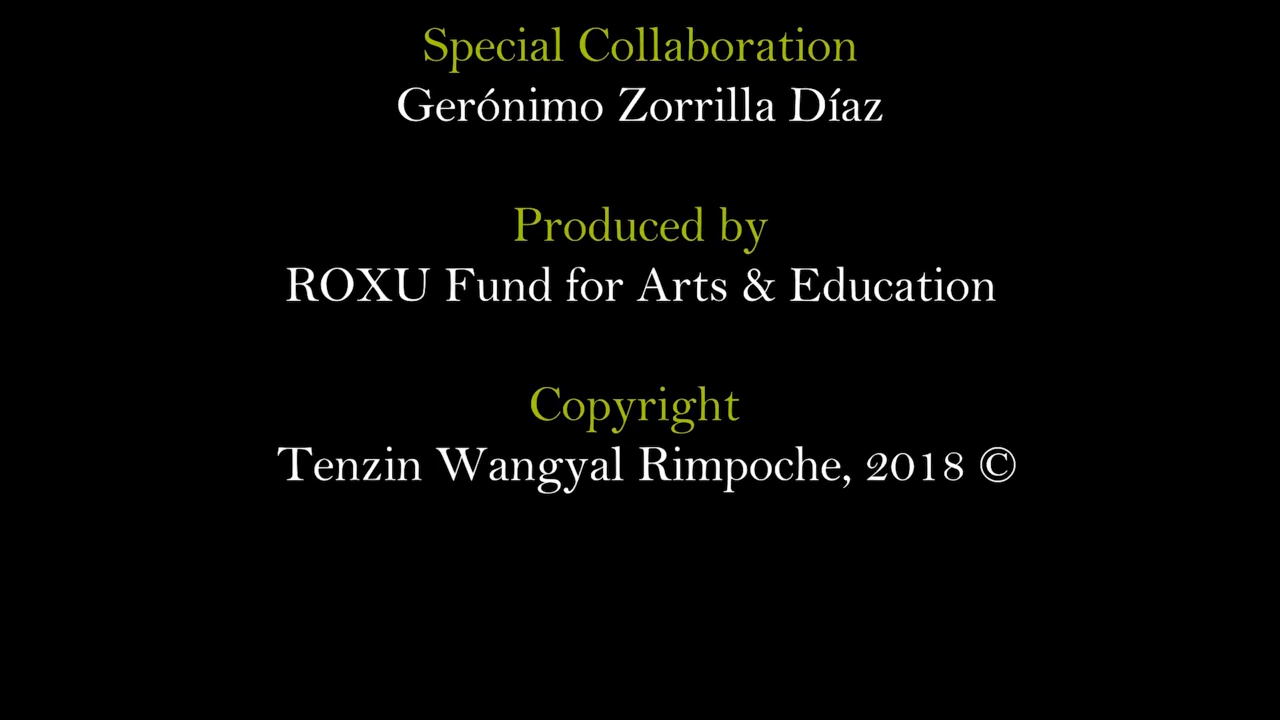 Special Collaboration
Gerónimo Zorrilla Díaz
Produced by
ROXU Fund for Arts & Education
Copyright
Tenzin Wangyal Rimpoche, 2018 ©